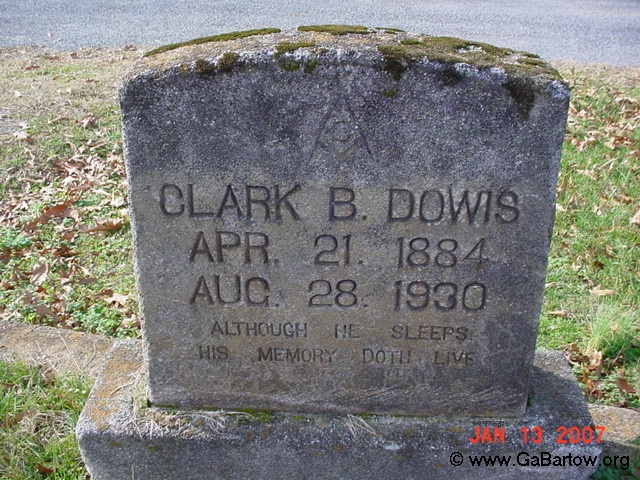 CLARK B. DOWIS
APR. 21. 1884
AUG. 28. 1930
ALTHOUGH HE SLEEPS
HIS MEMORY DOTH LIVE
JAN 13 2007
© www.GaBartow.org